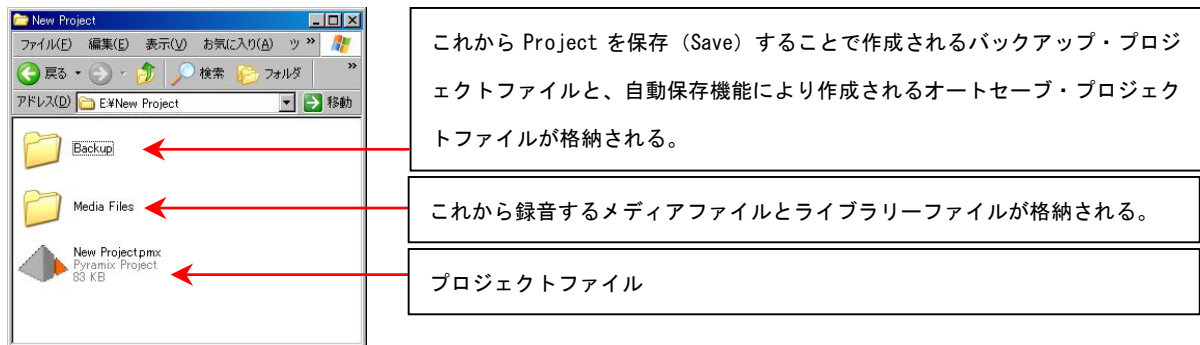 New Project
ファイル(F) 編集(E) 表示(V) お気に入り(A) ツ »
戻る 検索 フォルダ »
アドレス(D) E:¥New Project 移動
Backup
Media Files
New Project.pmx
Pyramix Project
83 KB
これから Project を保存（Save）することで作成されるバックアップ・プロジ
ェクトファイルと、自動保存機能により作成されるオートセーブ・プロジェク
トファイルが格納される。
これから録音するメディアファイルとライブラリーファイルが格納される。
プロジェクトファイル